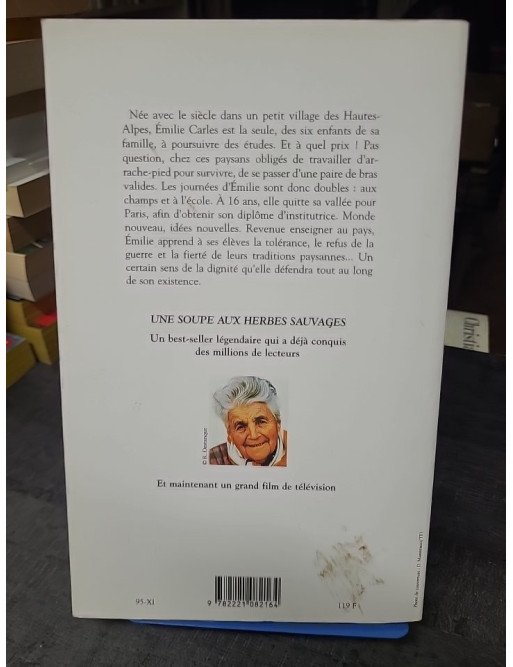 Née avec le siècle dans un petit village des Hautes-
Alpes, Émilie Carles est la seule, des six enfants de sa
famille, à poursuivre des études. Et à quel prix ! Pas
question, chez ces paysans obligés de travailler d'ar-
rache-pied pour survivre, de se passer d'une paire de bras
valides. Les journées d'Émilie sont donc doubles : aux
champs et à l'école. À 16 ans, elle quitte sa vallée pour
Paris, afin d'obtenir son diplôme d'institutrice. Monde
nouveau, idées nouvelles. Revenue enseigner au pays,
Émilie apprend à ses élèves la tolérance, le refus de la
guerre et la fierté de leurs traditions paysannes... Un
certain sens de la dignité qu'elle défendra tout au long
de son existence.
UNE SOUPE AUX HERBES SAUVAGES
Un best-seller légendaire qui a déjà conquis
des millions de lecteurs
Et maintenant un grand film de télévision
95-XI
9 782221 082164
119 F
Christi